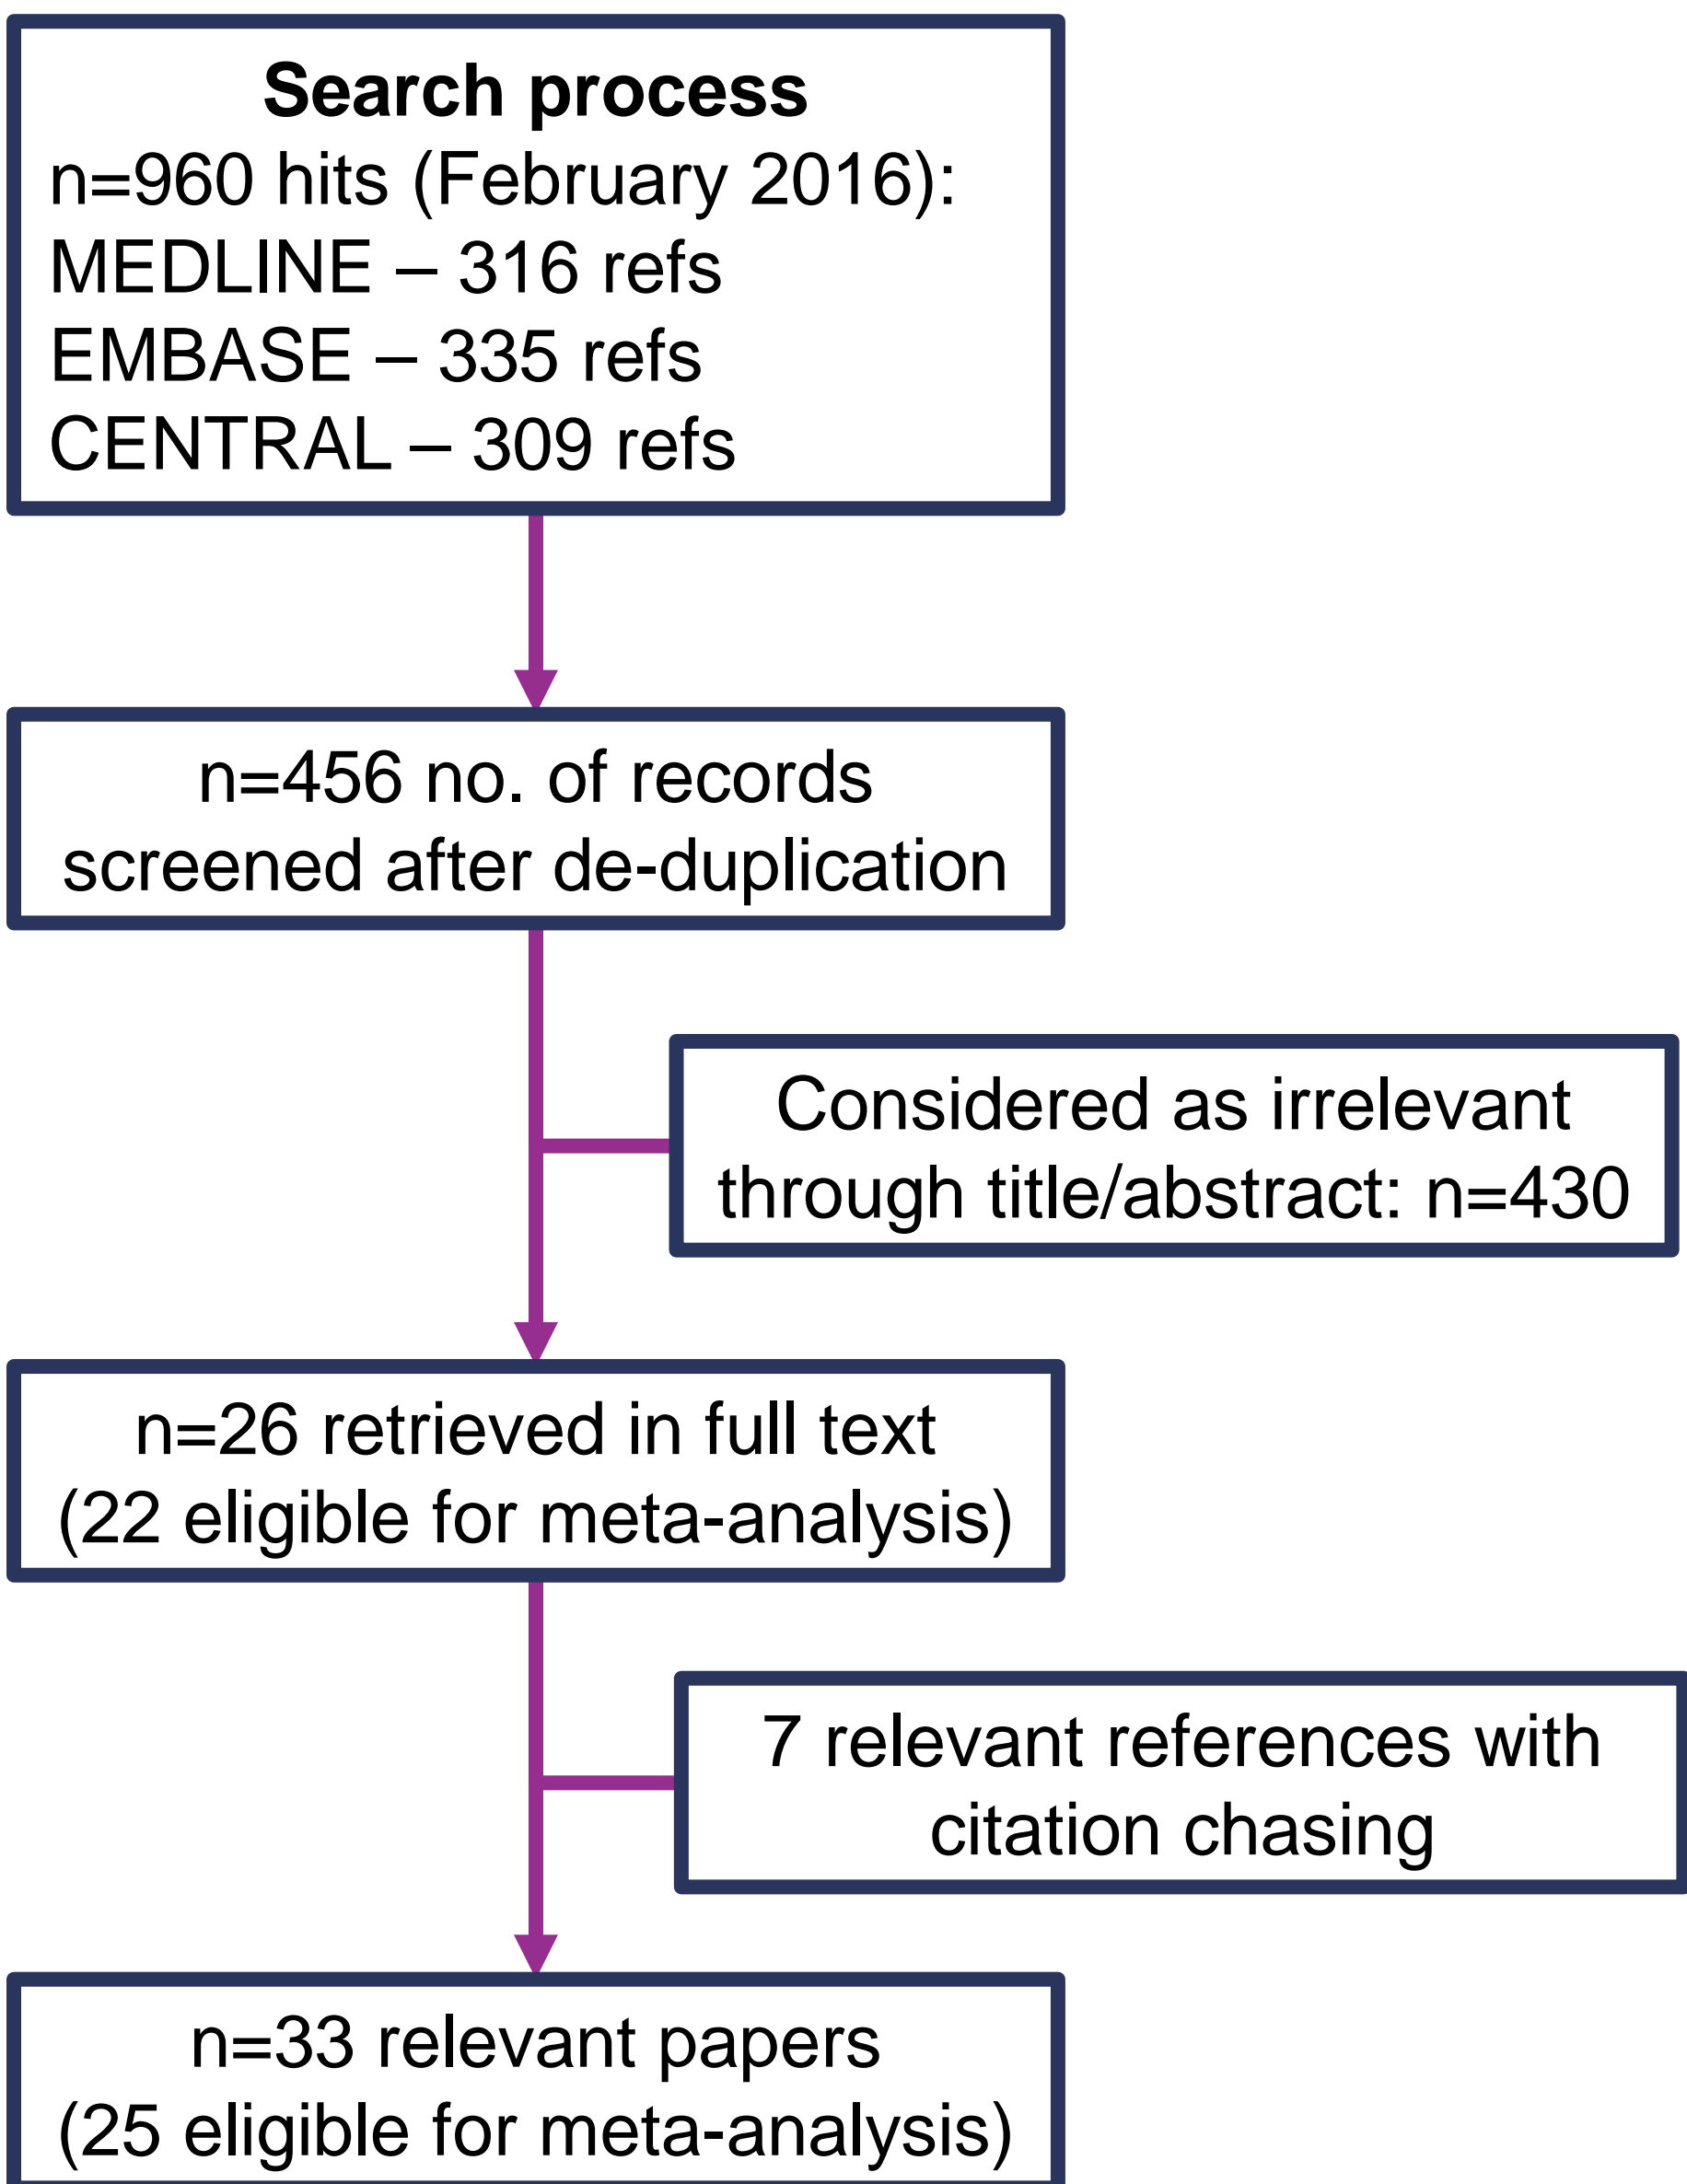 Search process
n=960 hits (February 2016):
MEDLINE – 316 refs
EMBASE – 335 refs
CENTRAL – 309 refs
n=456 no. of records
screened after de-duplication
Considered as irrelevant
through title/abstract: n=430
n=26 retrieved in full text
(22 eligible for meta-analysis)
7 relevant references with
citation chasing
n=33 relevant papers
(25 eligible for meta-analysis)